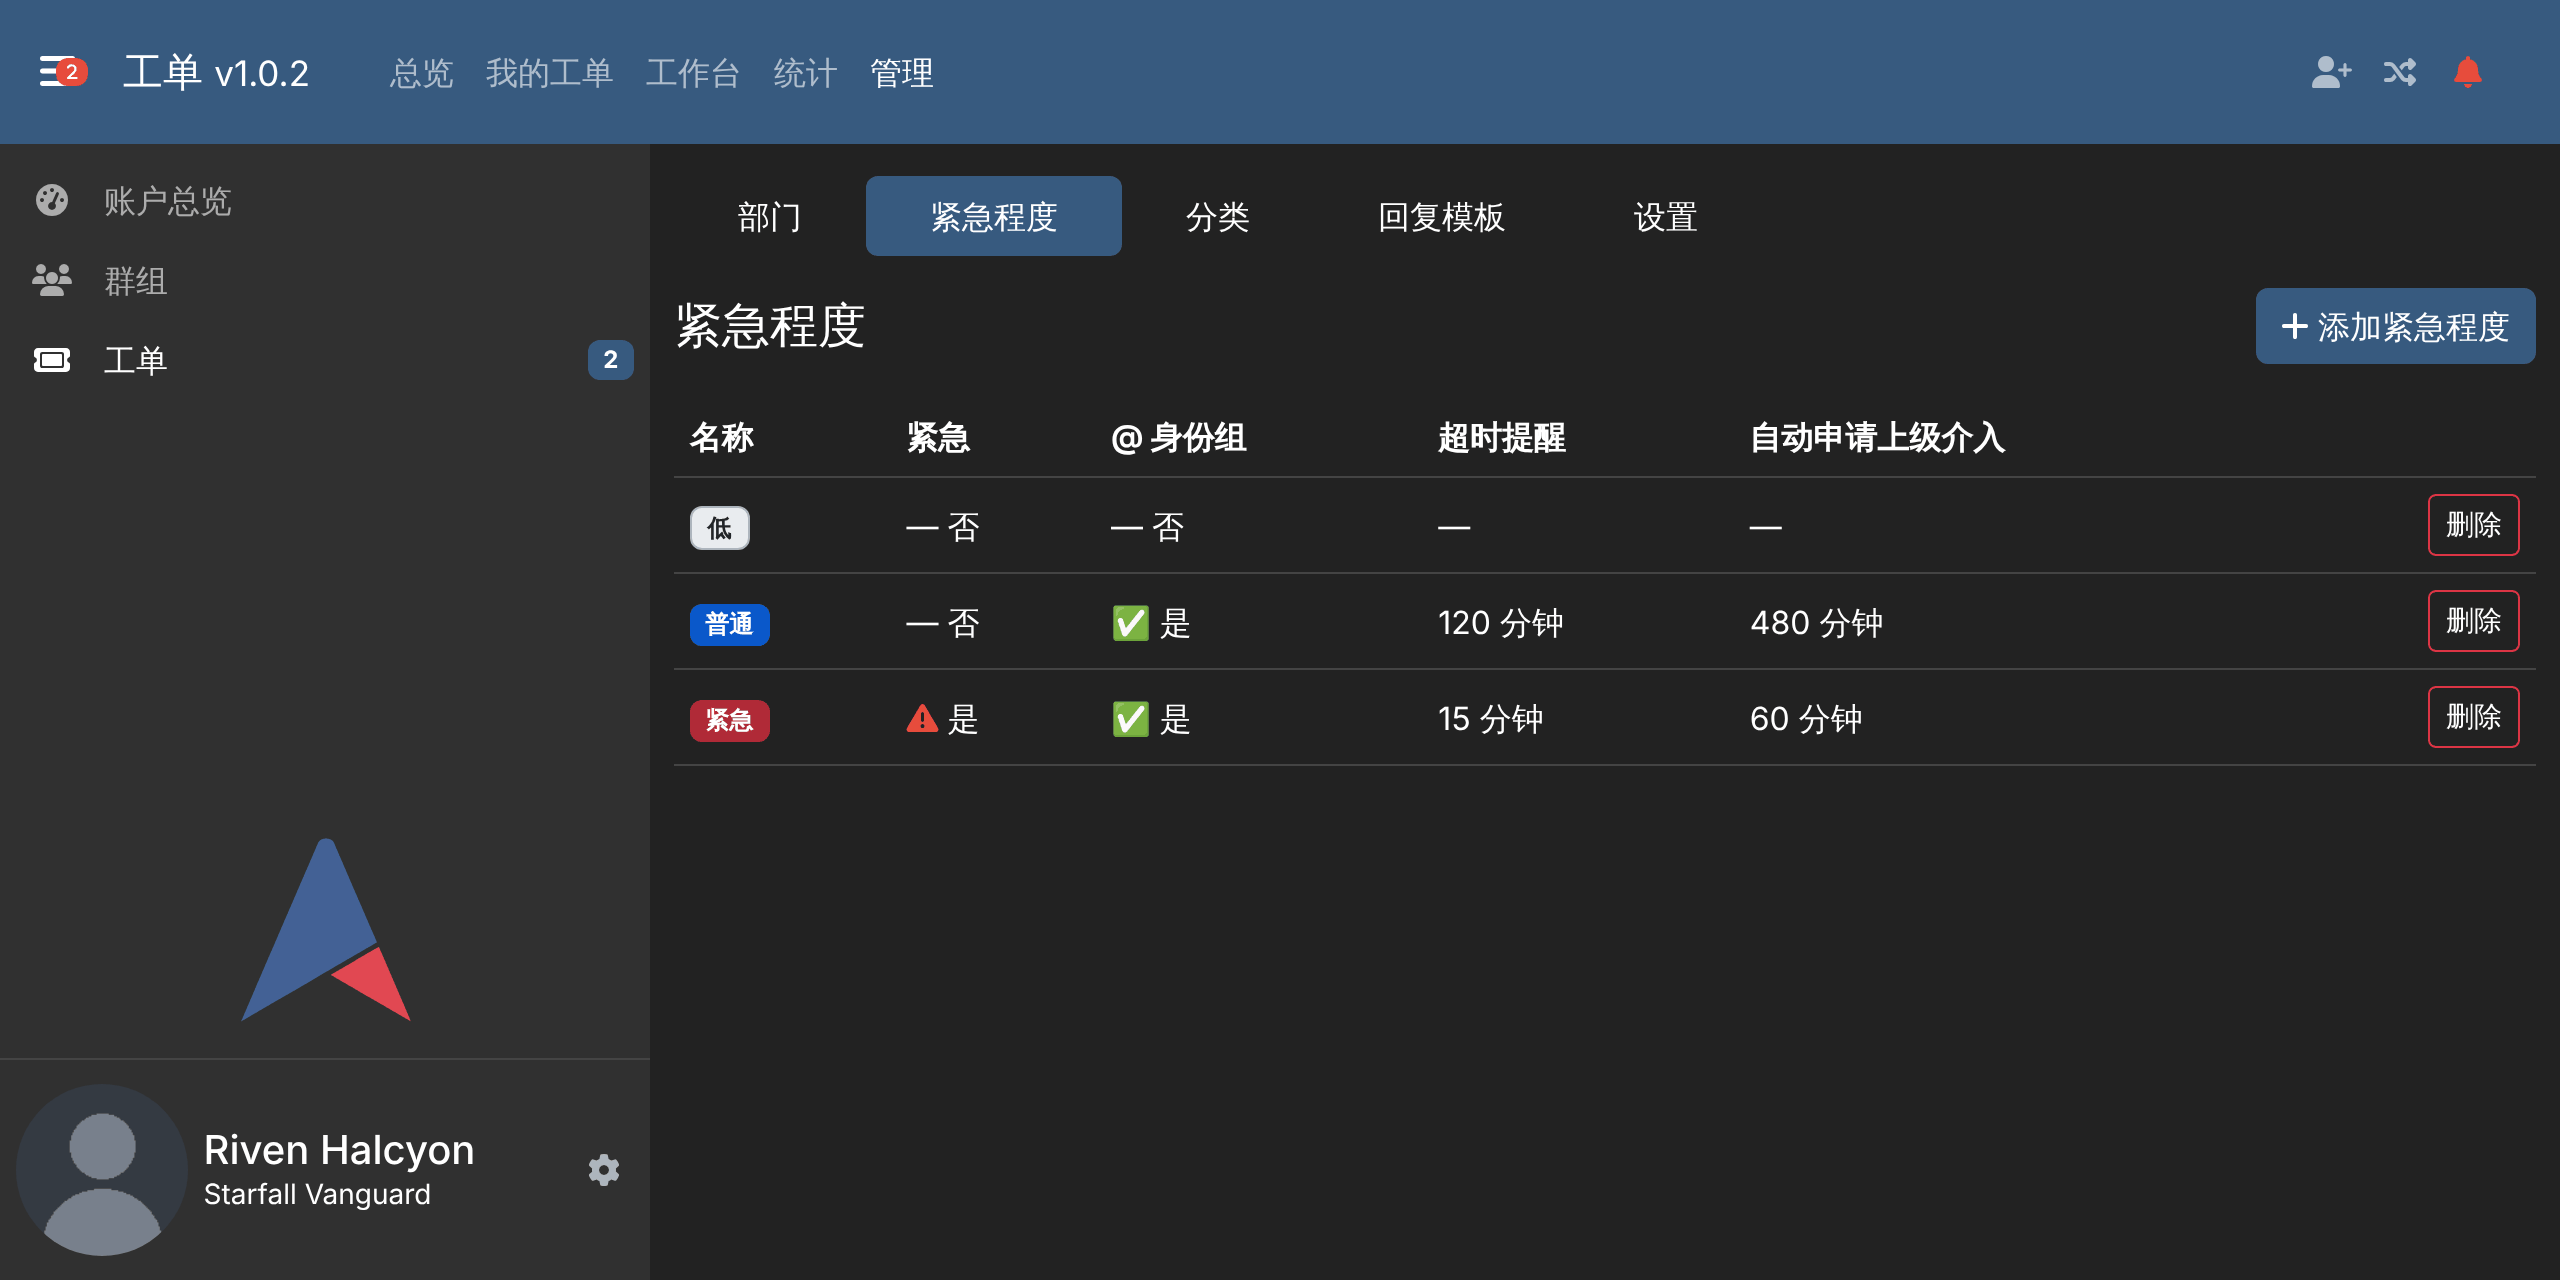 2
工单 v1.0.2
总览 我的工单 工作台 统计 管理
账户总览
群组
工单 2
Riven Halcyon
Starfall Vanguard
部门 紧急程度 分类 回复模板 设置
紧急程度
添加紧急程度
名称 紧急 @ 身份组 超时提醒 自动申请上级介入
低 — 否 — 否 — — 删除
普通 — 否 ✅ 是 120 分钟 480 分钟 删除
紧急 是 ✅ 是 15 分钟 60 分钟 删除